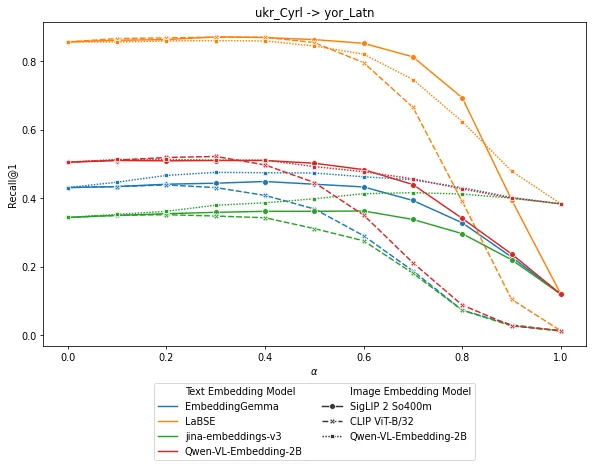 ukr_Cyrl -> yor_Latn
Recall@1
0.8
0.6
0.4
0.2
0.0
0.0 0.2 0.4 0.6 0.8 1.0
α
Text Embedding Model Image Embedding Model
EmbeddingGemma SigLIP 2 So400m
LaBSE CLIP ViT-B/32
jina-embeddings-v3 Qwen-VL-Embedding-2B
Qwen-VL-Embedding-2B